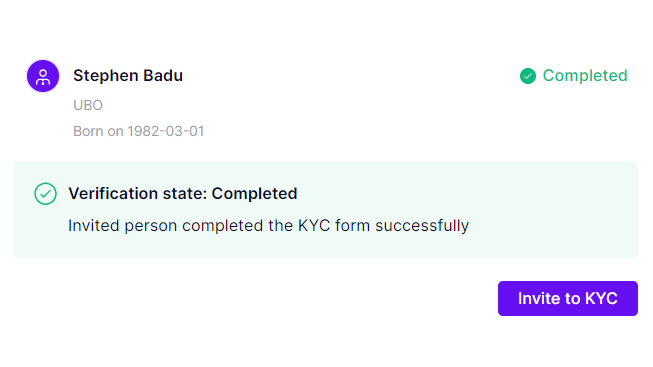 Stephen Badu
Completed
UBO
Born on 1982-03-01
Verification state: Completed
Invited person completed the KYC form successfully
Invite to KYC